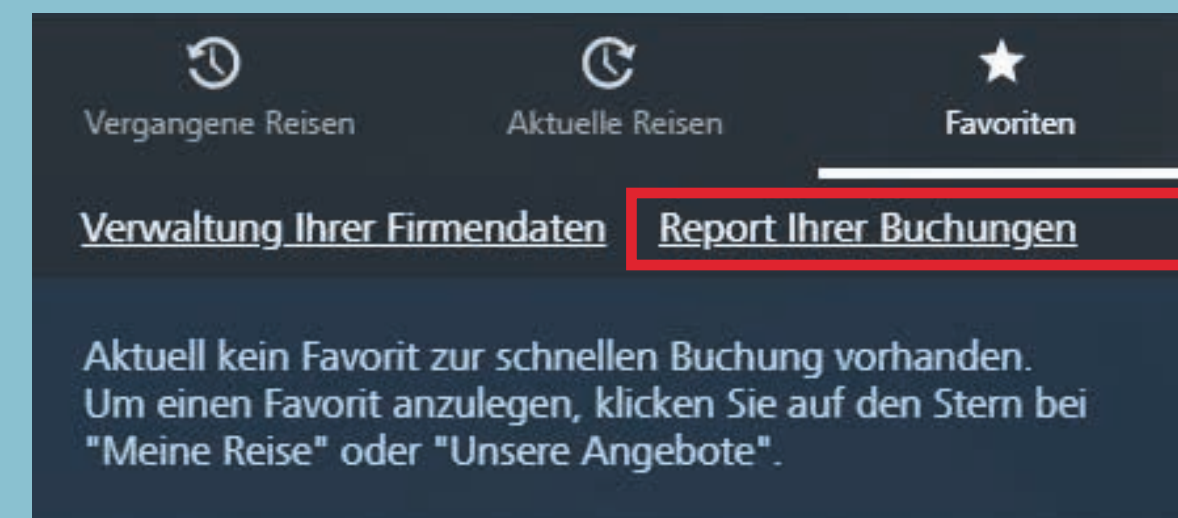 Vergangene Reisen Aktuelle Reisen Favoriten
Verwaltung Ihrer Firmendaten Report Ihrer Buchungen
Aktuell kein Favorit zur schnellen Buchung vorhanden.
Um einen Favorit anzulegen, klicken Sie auf den Stern bei
"Meine Reise" oder "Unsere Angebote".